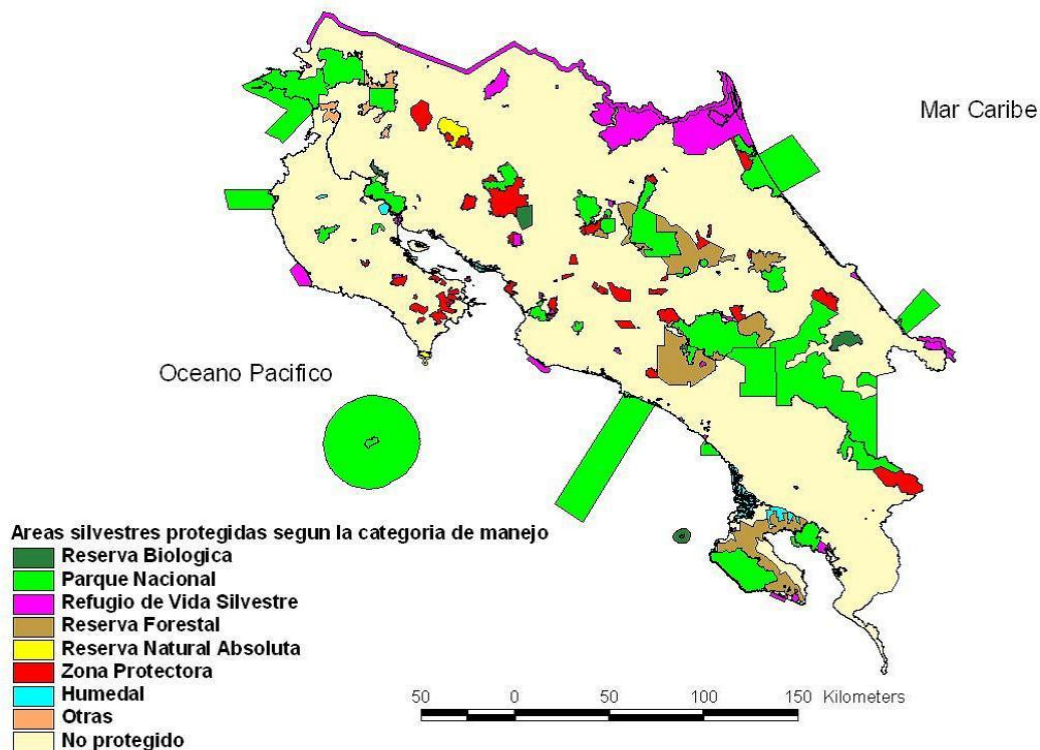 Mar Caribe
Oceano Pacifico
Areas silvestres protegidas segun la categoria de manejo
Reserva Biologica
Parque Nacional
Refugio de Vida Silvestre
Reserva Forestal
Reserva Natural Absoluta
Zona Protectora
Humedal
Otras
No protegido
50 0 50 100 150 Kilometers